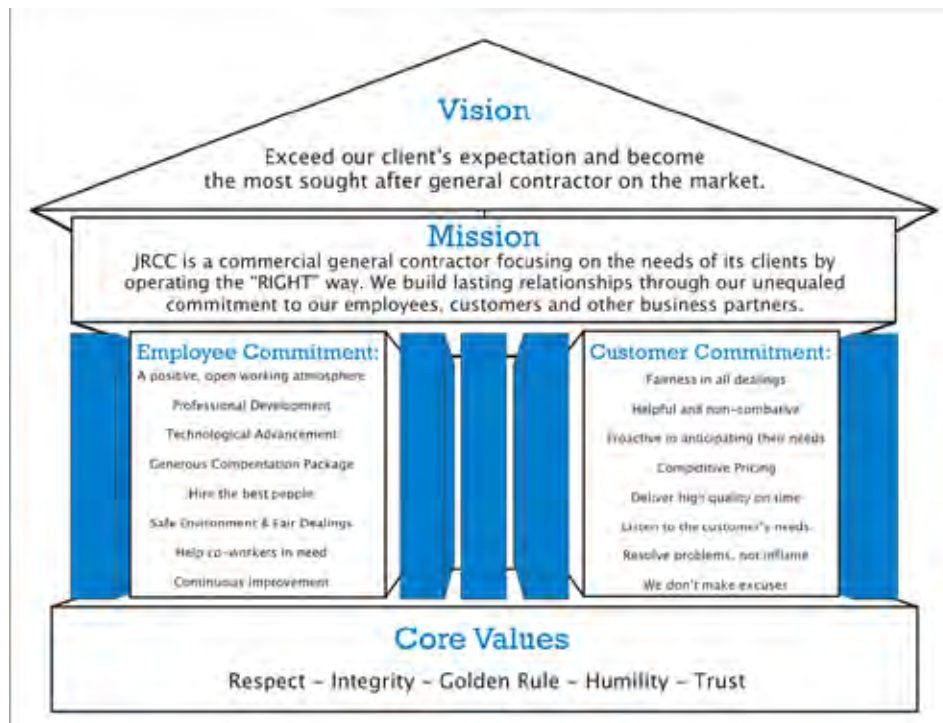 Vision
Exceed our client's expectation and become
the most sought after general contractor on the market.
Mission
JRCC is a commercial general contractor focusing on the needs of its clients by
operating the "RIGHT" way. We build lasting relationships through our unequaled
commitment to our employees, customers and other business partners.
Employee Commitment:
A positive, open working atmosphere
Professional Development
Technological Advancement
Generous Compentation Package
Hire the best people
Safe Environment & Fair Dealings
Help co-workers in need
Continuous improvement
Customer Commitment:
Fairness in all dealings
Helpful and non-combative
Proactive in anticipating their needs
Competitive Pricing
Deliver high quality on time
Listen to the customer's needs
Resolve problems, not inflame
We don't make excuses
Core Values
Respect – Integrity – Golden Rule – Humility – Trust